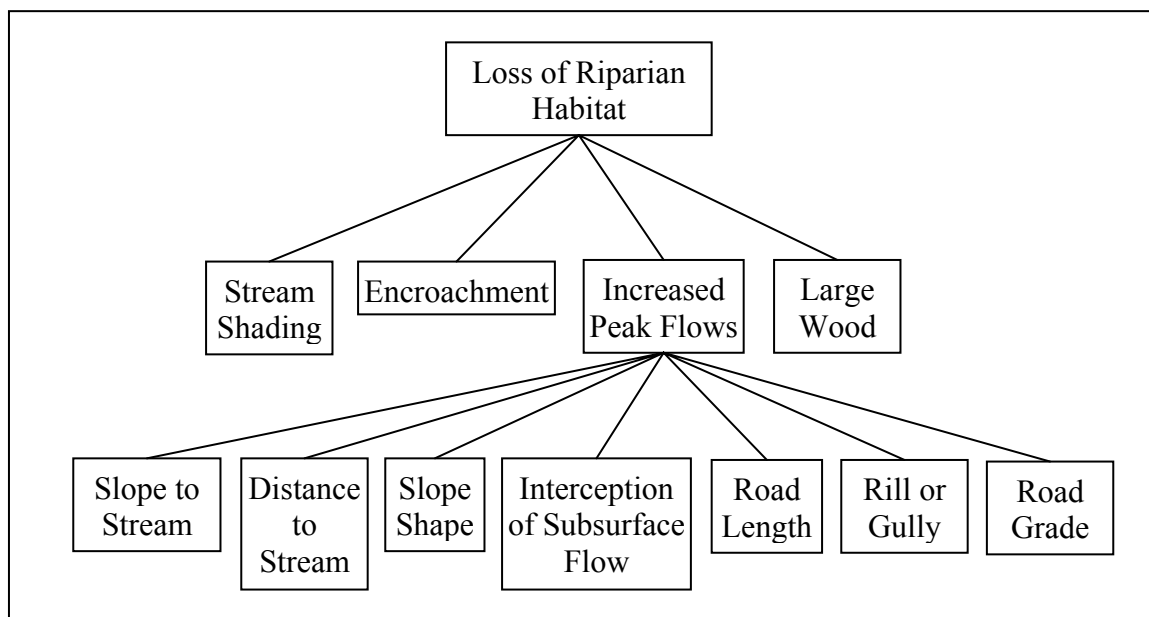 Loss of Riparian
Habitat
Stream
Shading
Encroachment
Increased
Peak Flows
Large
Wood
Slope to
Stream
Distance
to
Stream
Slope
Shape
Interception
of Subsurface
Flow
Road
Length
Rill or
Gully
Road
Grade